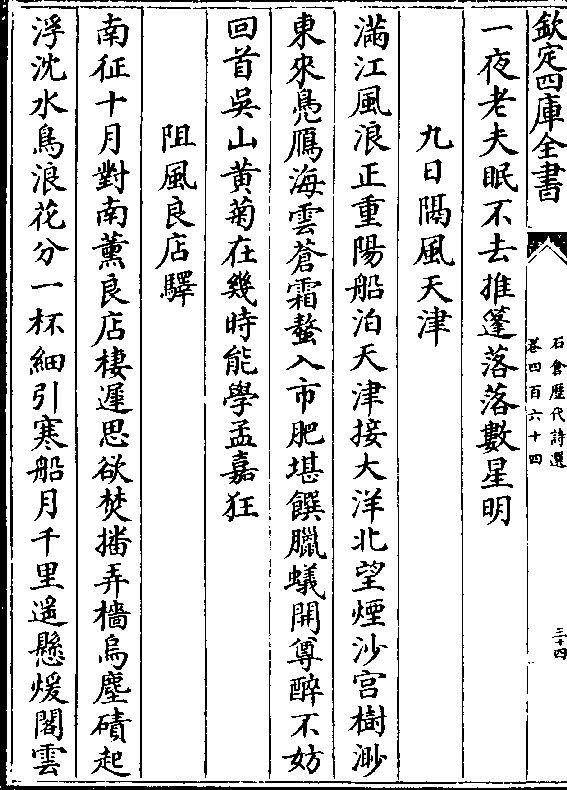 欽定四庫全書
石倉歷代詩選
卷四百六十四
三十四
一夜老夫眠不去推篷落落數星明
九日隔風天津
滿江風浪正重陽船泊天津接大洋北望煙沙宮樹渺
東來鳧鴈海雲蒼霜螯入市肥堪饌臘蟻開尊醉不妨
回首吳山黄菊在幾時能學孟嘉狂
阻風良店驛
南征十月對南薰良店棲遲思欲焚播弄檣烏塵磧起
浮沈水鳥浪花分一杯細引寒船月千里遥懸煖閣雲